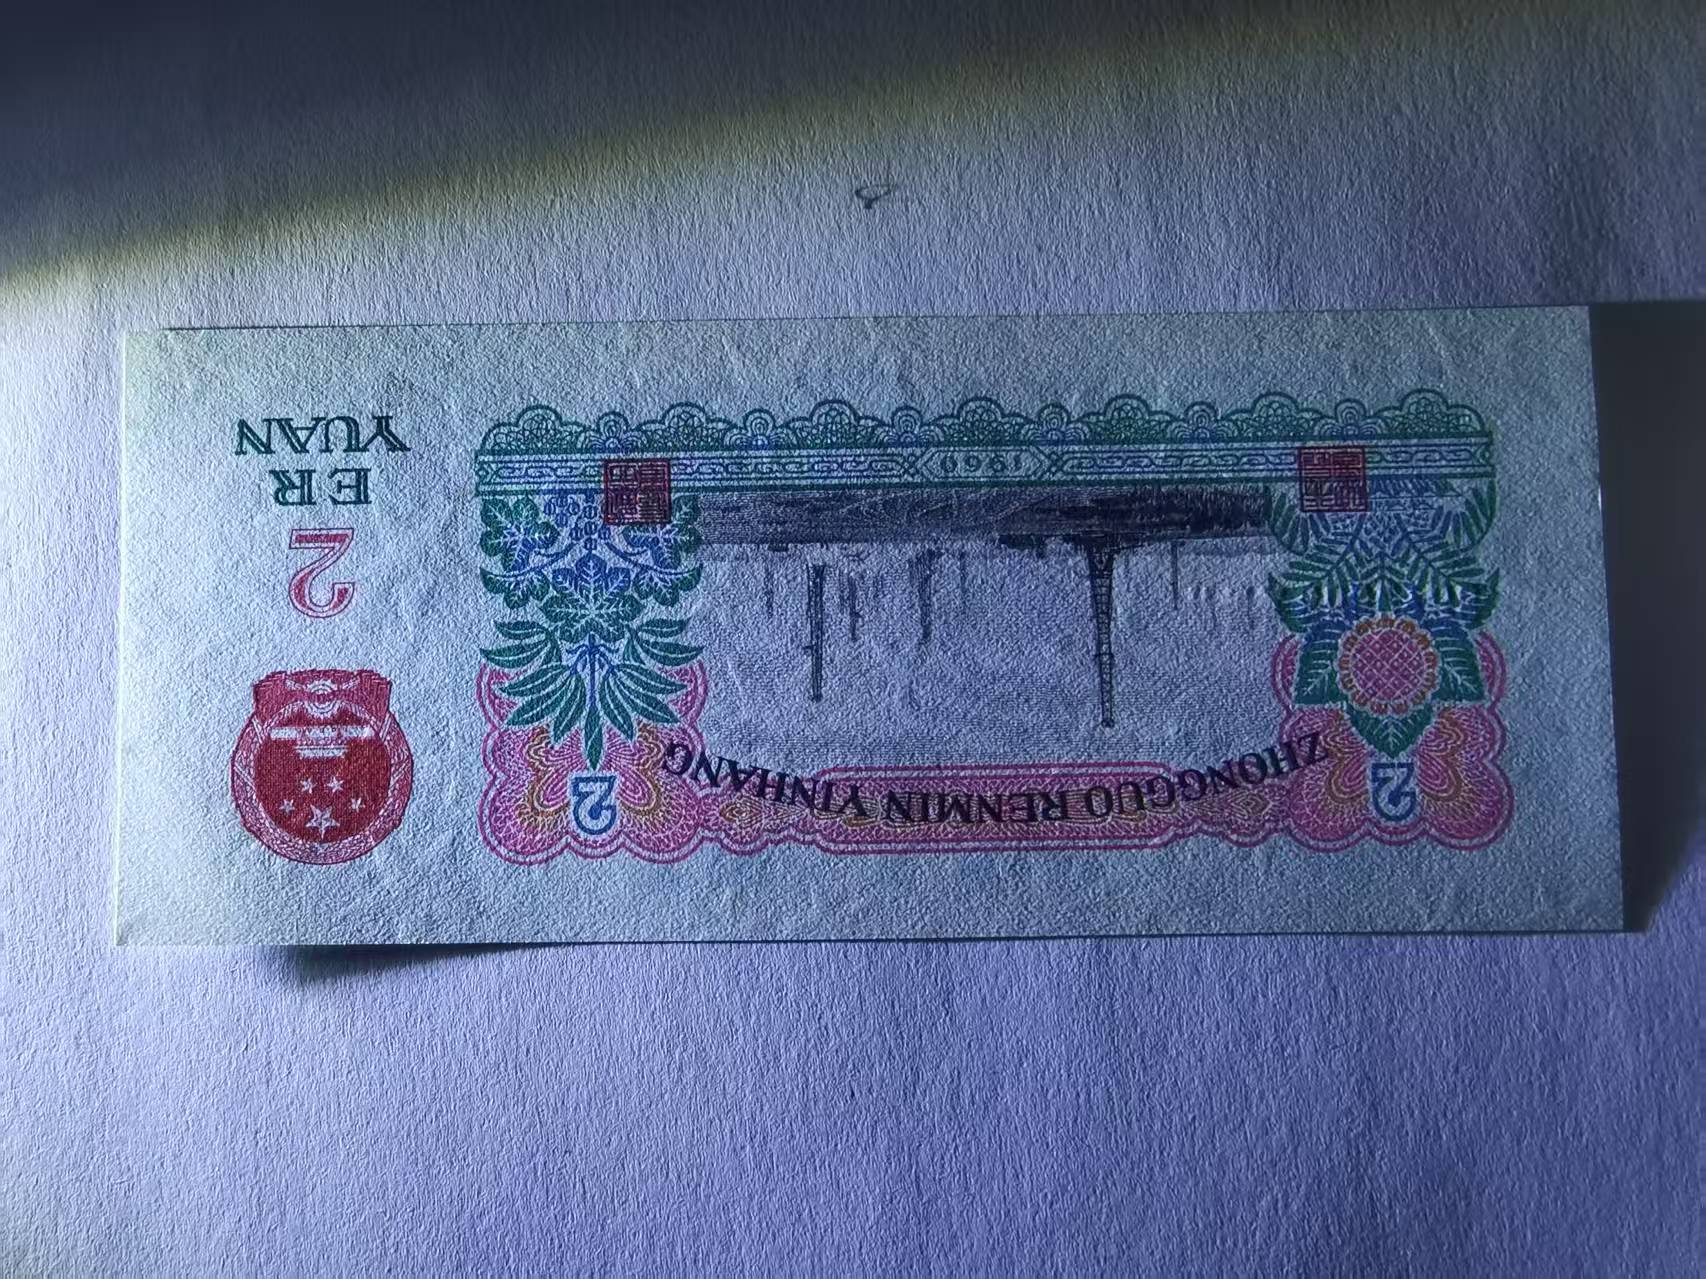 ZHONGGUO RENMIN YINHANG
2
2
1960
2
ER
YUAN